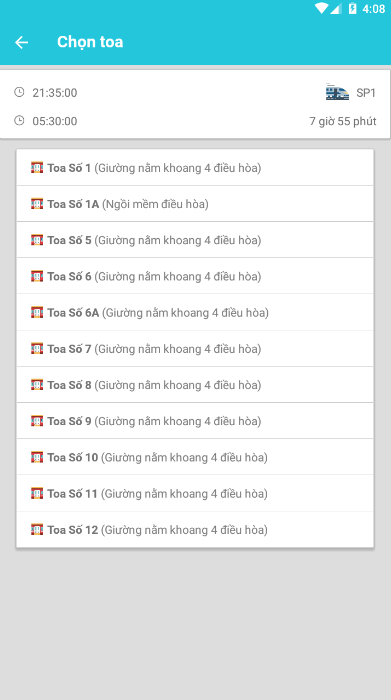 4:08
Chọn toa
21:35:00
SP1
05:30:00
7 giờ 55 phút
Toa Số 1 (Giường nằm khoang 4 điều hòa)
Toa Số 1A (Ngồi mềm điều hòa)
Toa Số 5 (Giường nằm khoang 4 điều hòa)
Toa Số 6 (Giường nằm khoang 4 điều hòa)
Toa Số 6A (Giường nằm khoang 4 điều hòa)
Toa Số 7 (Giường nằm khoang 4 điều hòa)
Toa Số 8 (Giường nằm khoang 4 điều hòa)
Toa Số 9 (Giường nằm khoang 4 điều hòa)
Toa Số 10 (Giường nằm khoang 4 điều hòa)
Toa Số 11 (Giường nằm khoang 4 điều hòa)
Toa Số 12 (Giường nằm khoang 4 điều hòa)